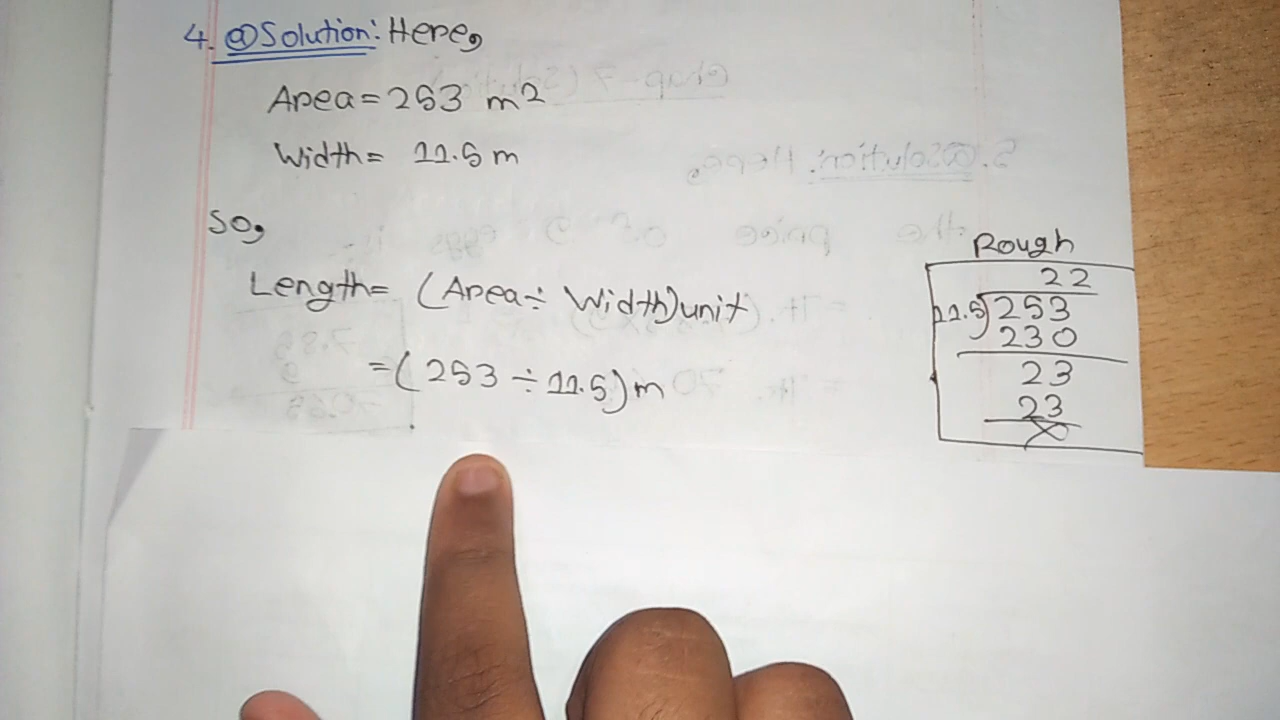 4. ⓐ Solution: Here,
Area = 253 m²
Width = 11.5 m
So,
Length = (Area ÷ Width) unit
= (253 ÷ 11.5) m
Rough
22
11.5)253
230
23
23
×